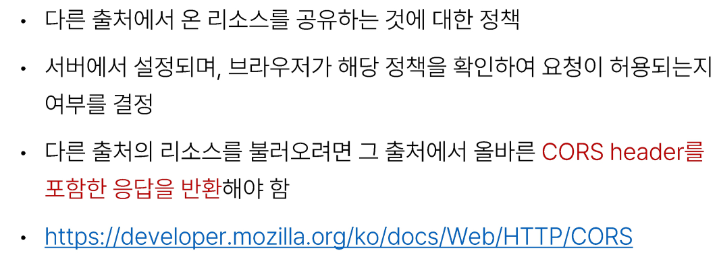 • 다른 출처에서 온 리소스를 공유하는 것에 대한 정책
• 서버에서 설정되며, 브라우저가 해당 정책을 확인하여 요청이 허용되는지
여부를 결정
• 다른 출처의 리소스를 불러오려면 그 출처에서 올바른 CORS header를
포함한 응답을 반환해야 함
• https://developer.mozilla.org/ko/docs/Web/HTTP/CORS